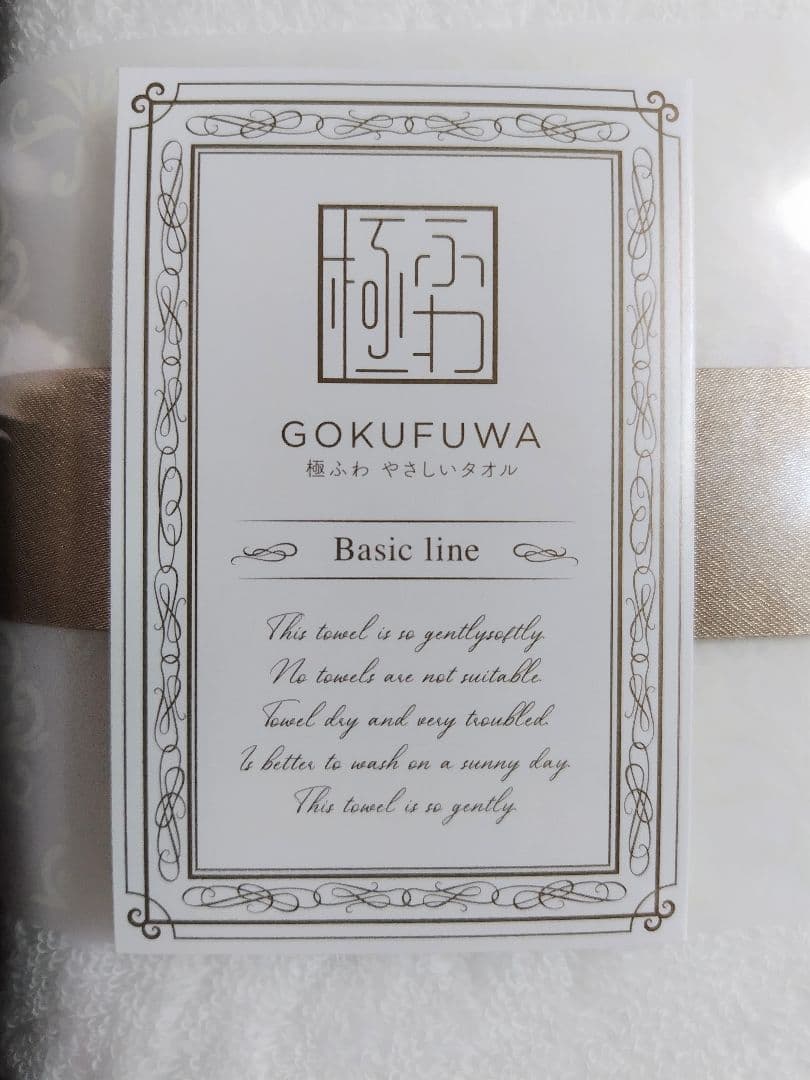 極ふわ
GOKUFUWA
極ふわ やさしいタオル
Basic line
This towel is so gentlysoftly.
No towels are not suitable.
Towel dry and very troubled.
Is better to wash on a sunny day.
This towel is so gently.